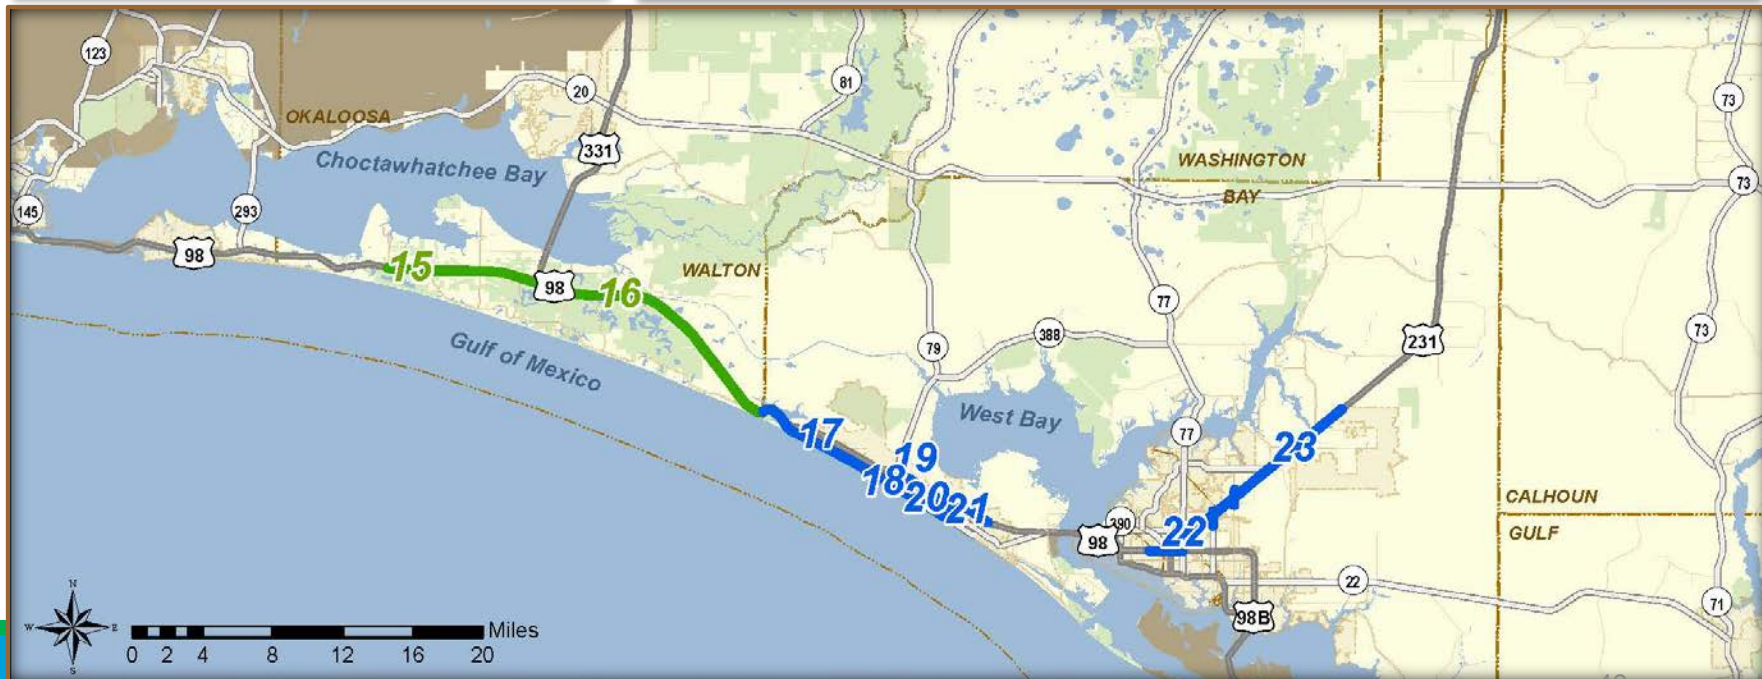 123
81
20
73
OKALOOSA
331
Choctawhatchee Bay
WASHINGTON
73
BAY
145
293
98
15
WALTON
98
16
77
73
79
388
231
Gulf of Mexico
West Bay
17
77
23
19
18
20
21
CALHOUN
390
22
98
GULF
22
71
98B
N
W
E
S
Miles
0 2 4 8 12 16 20